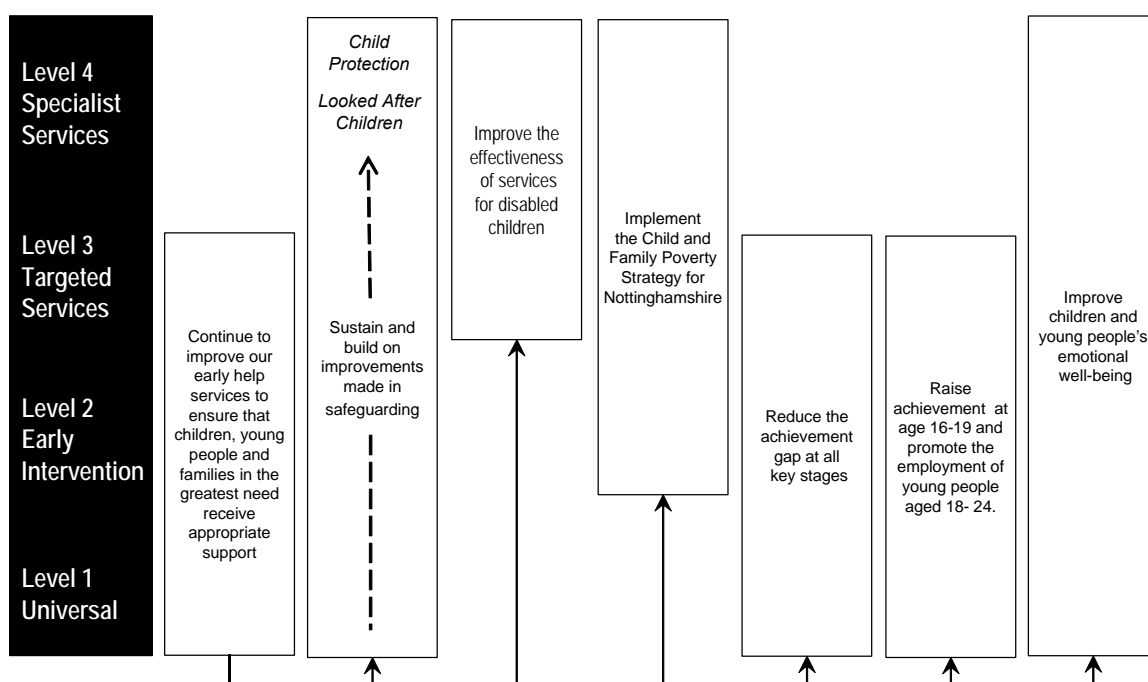 Level 4
Specialist
Services
Level 3
Targeted
Services
Level 2
Early
Intervention
Level 1
Universal
Continue to
improve our
early help
services to
ensure that
children, young
people and
families in the
greatest need
receive
appropriate
support
Child
Protection
Looked After
Children
Sustain and
build on
improvements
made in
safeguarding
Improve the
effectiveness
of services
for disabled
children
Implement
the Child and
Family Poverty
Strategy for
Nottinghamshire
Reduce the
achievement
gap at all
key stages
Raise
achievement at
age 16-19 and
promote the
employment of
young people
aged 18- 24.
Improve
children and
young people's
emotional
well-being